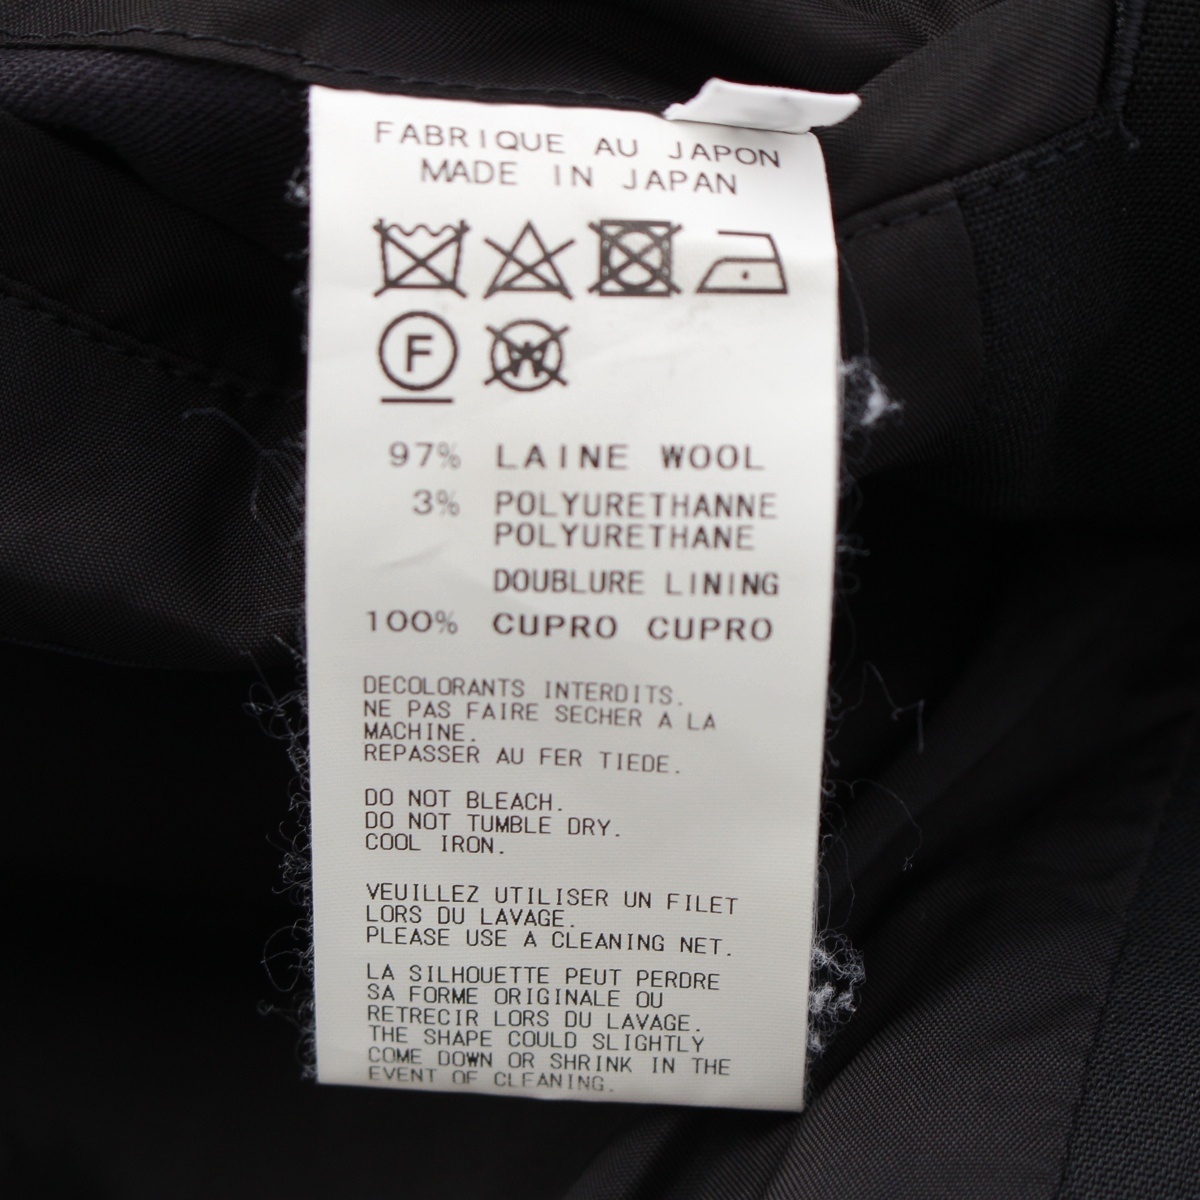 FABRIQUE AU JAPON
MADE IN JAPAN
F W
97% LAINE WOOL
3% POLYURETHANNE
POLYURETHANE
DOUBLURE LINING
100% CUPRO CUPRO
DECOLORANTS INTERDITS.
NE PAS FAIRE SECHER A LA
MACHINE.
REPASSER AU FER TIEDE.
DO NOT BLEACH.
DO NOT TUMBLE DRY.
COOL IRON.
VEUILLEZ UTILISER UN FILET
LORS DU LAVAGE.
PLEASE USE A CLEANING NET.
LA SILHOUETTE PEUT PERDRE
SA FORME ORIGINALE OU
RETRECIR LORS DU LAVAGE.
THE SHAPE COULD SLIGHTLY
COME DOWN OR SHRINK IN THE
EVENT OF CLEANING.